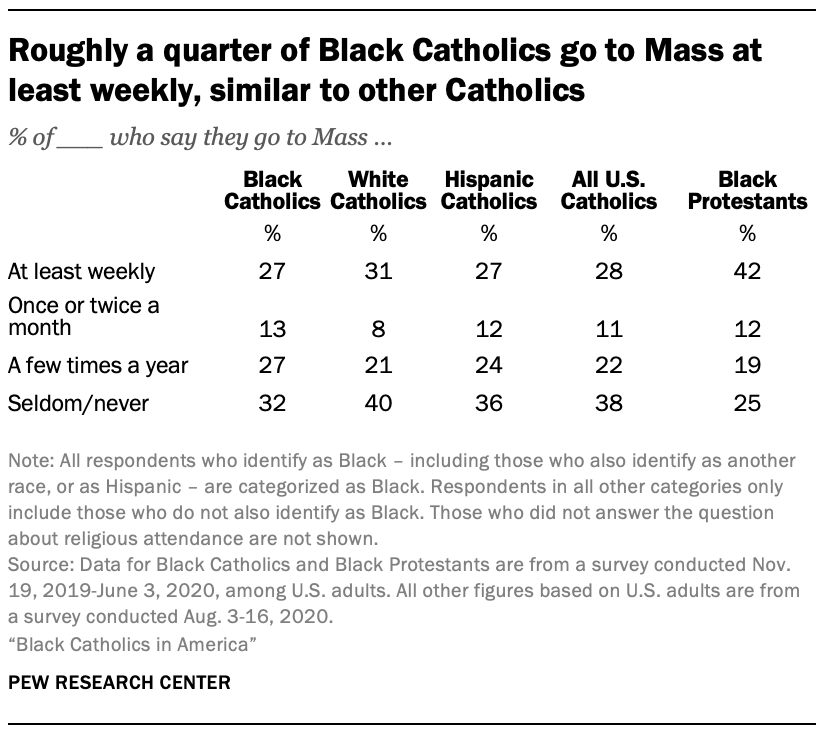 Roughly a quarter of Black Catholics go to Mass at
least weekly, similar to other Catholics
% of ___ who say they go to Mass ...
Black Catholics White Catholics Hispanic Catholics All U.S. Catholics Black Protestants
% % % % %
At least weekly 27 31 27 28 42
Once or twice a
month 13 8 12 11 12
A few times a year 27 21 24 22 19
Seldom/never 32 40 36 38 25
Note: All respondents who identify as Black – including those who also identify as another
race, or as Hispanic – are categorized as Black. Respondents in all other categories only
include those who do not also identify as Black. Those who did not answer the question
about religious attendance are not shown.
Source: Data for Black Catholics and Black Protestants are from a survey conducted Nov.
19, 2019-June 3, 2020, among U.S. adults. All other figures based on U.S. adults are from
a survey conducted Aug. 3-16, 2020.
“Black Catholics in America”
PEW RESEARCH CENTER